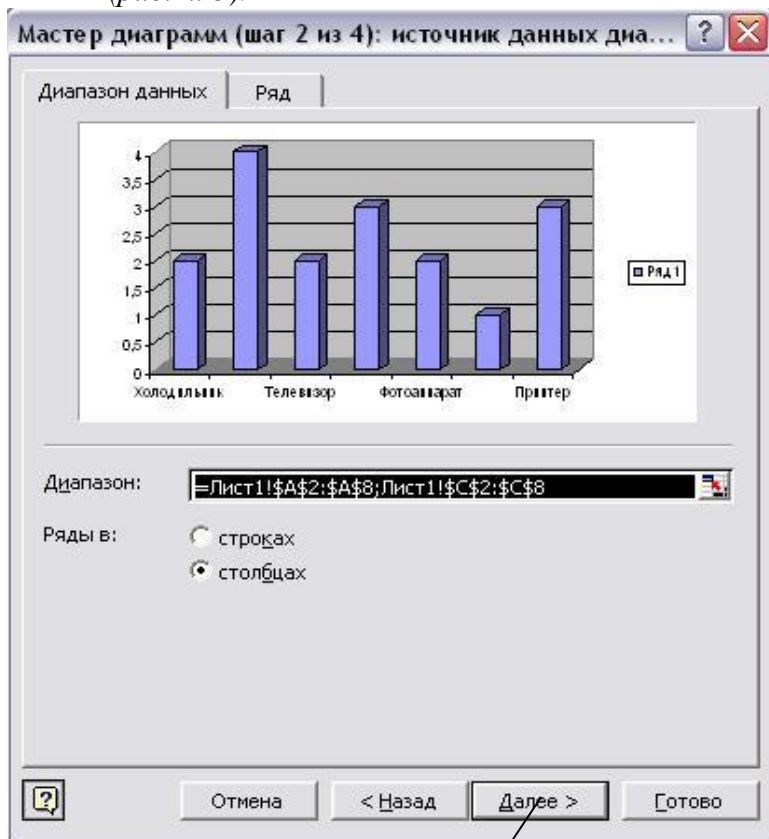 Мастер диаграмм (шаг 2 из 4): источник данных диа...
Диапазон данных
Ряд
4
3,5
3
2,5
2
1,5
1
0,5
0
Холодильник Телевизор Фотоаппарат Принтер
Ряд1
Диапазон: =Лист1!$A$2:$A$8;Лист1!$C$2:$C$8
Ряды в: строках
столбцах
Отмена < Назад Далее > Готово